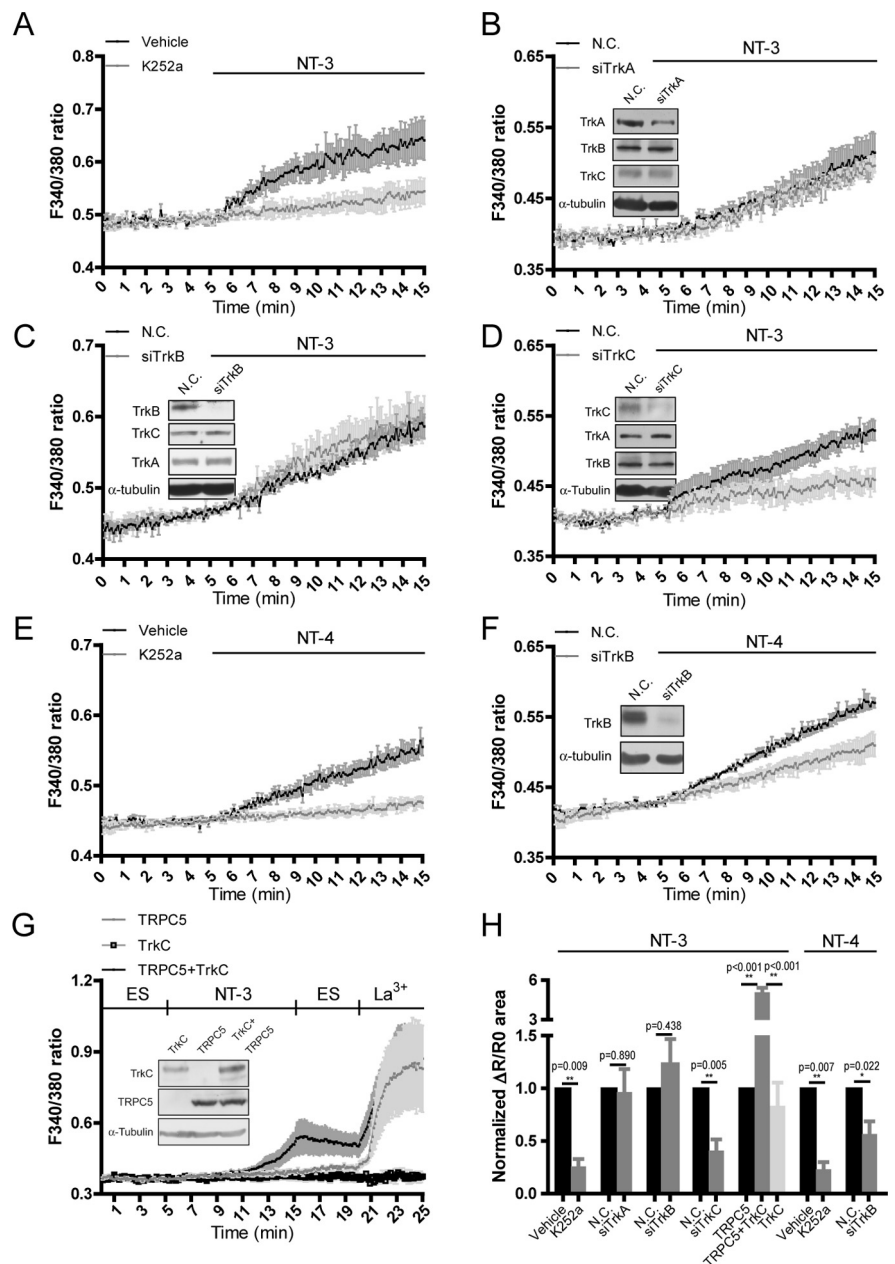 A
Vehicle
K252a
NT-3
F340/380 ratio
0.8
0.6
0.5
0.4
0 1 2 3 4 5 6 7 8 9 10 11 12 13 14 15
Time (min)
B
N.C.
siTrkA
NT-3
N.C. siTrkA
TrkA
TrkB
TrkC
α-tubulin
F340/380 ratio
0.65
0.55
0.45
0.35
0 1 2 3 4 5 6 7 8 9 10 11 12 13 14 15
Time (min)
C
N.C.
siTrkB
NT-3
N.C. siTrkB
TrkB
TrkC
TrkA
α-tubulin
F340/380 ratio
0.7
0.6
0.5
0.4
0 1 2 3 4 5 6 7 8 9 10 11 12 13 14 15
Time (min)
D
N.C.
siTrkC
NT-3
N.C. siTrkC
TrkC
TrkA
TrkB
α-Tubulin
F340/380 ratio
0.65
0.55
0.45
0.35
0 1 2 3 4 5 6 7 8 9 10 11 12 13 14 15
Time (min)
E
Vehicle
K252a
NT-4
F340/380 ratio
0.7
0.6
0.5
0.4
0 1 2 3 4 5 6 7 8 9 10 11 12 13 14 15
Time (min)
F
N.C.
siTrkB
NT-4
N.C. siTrkB
TrkB
α-tubulin
F340/380 ratio
0.65
0.55
0.45
0.35
0 1 2 3 4 5 6 7 8 9 10 11 12 13 14 15
Time (min)
G
TRPC5
TrkC
TRPC5+TrkC
ES NT-3 ES La3+
TrkC TRPC5 TrkC+TRPC5
TrkC
TRPC5
α-Tubulin
F340/380 ratio
1.2
0.9
0.6
0.3
1 3 5 7 9 11 13 15 17 19 21 23 25
Time (min)
H
NT-3 NT-4
p<0.001 p<0.001
** **
p=0.009 p=0.890 p=0.438 p=0.005 p=0.007 p=0.022
** ** ** *
Normalized ΔR/R0 area
6
3
1.5
1.0
0.5
0.0
Vehicle K252a N.C. siTrkA N.C. siTrkB N.C. siTrkC TRPC5 TRPC5+TrkC TrkC Vehicle K252a N.C. siTrkB